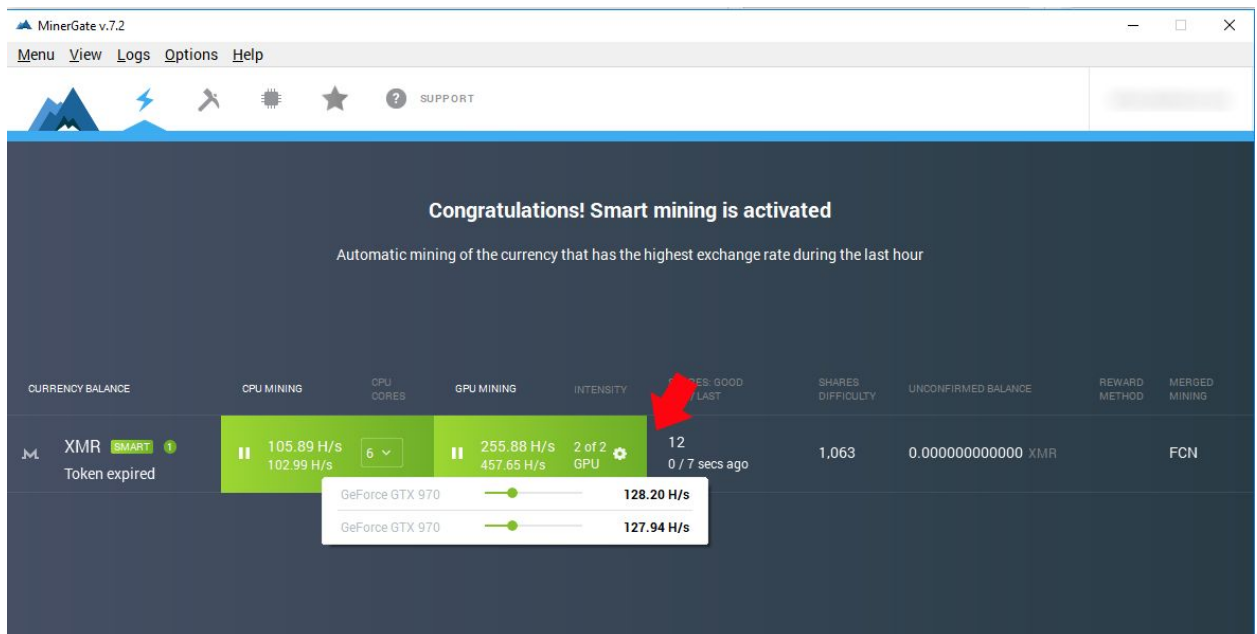 MinerGate v.7.2
Menu View Logs Options Help
SUPPORT
Congratulations! Smart mining is activated
Automatic mining of the currency that has the highest exchange rate during the last hour
CURRENCY BALANCE CPU MINING CPU CORES GPU MINING INTENSITY GOOD LAST SHARES DIFFICULTY UNCONFIRMED BALANCE REWARD METHOD MERGED MINING
XMR SMART 1 105.89 H/s 6 255.88 H/s 2 of 2 12 1,063 0.000000000000 XMR FCN
Token expired 102.99 H/s 457.65 H/s GPU 0 / 7 secs ago
GeForce GTX 970 128.20 H/s
GeForce GTX 970 127.94 H/s